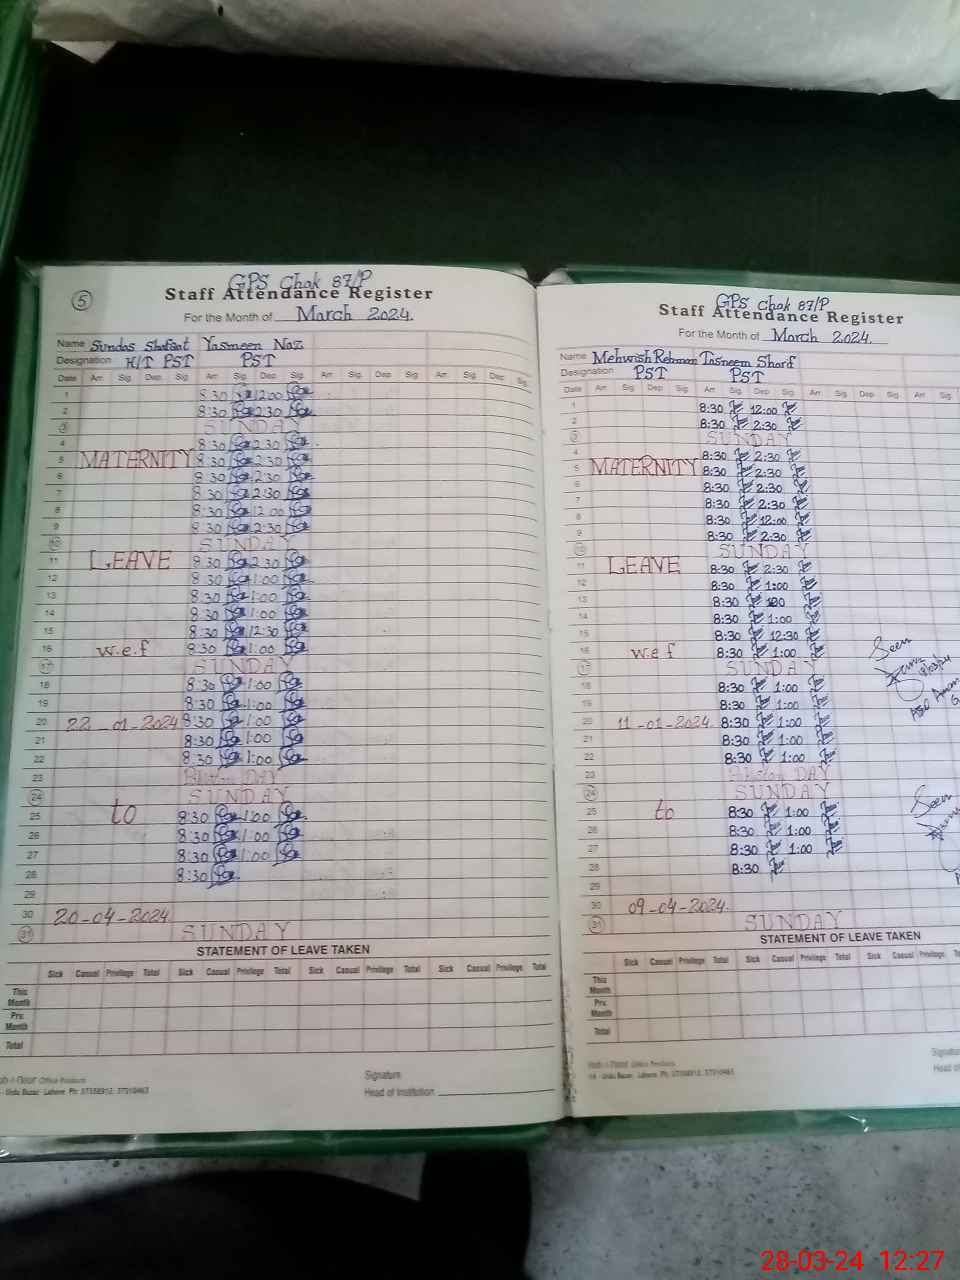 5
GPS Chak 87/P
Staff Attendance Register
For the Month of March 2024.
Name Sundas Shafaat Yasmeen Naz
Designation H/T PST PST
Date Arr Sig. Dep Sig Arr Sig Dep Sig. Arr Sig. Dep. Sig. Arr Sig. Dep Sig.
1 8:30 12:00
2 8:30 2:30
3 SUNDAY
4 8:30 2:30
5 MATERNITY 8:30 2:30
6 8:30 2:30
7 8:30 2:30
8 8:30 12:00
9 8:30 2:30
10 SUNDAY
11 LEAVE 8:30 2:30
12 8:30 1:00
13 8:30 1:00
14 8:30 1:00
15 8:30 12:30
16 w.e.f 8:30 1:00
17 SUNDAY
18 8:30 1:00
19 8:30 1:00
20 22-01-2024 8:30 1:00
21 8:30 1:00
22 8:30 1:00
23 Pakistan DAY
24 SUNDAY
25 to 8:30 1:00
26 8:30 1:00
27 8:30 1:00
28 8:30
29
30 20-04-2024
31 SUNDAY
STATEMENT OF LEAVE TAKEN
Sick Casual Privilege Total Sick Casual Privilege Total Sick Casual Privilege Total Sick Casual Privilege Total
This Month
Prv. Month
Total
Office Products
Urdu Bazar, Lahore Ph: 37358912, 37310463
Signature
Head of Institution
GPS Chak 87/P
Staff Attendance Register
For the Month of March 2024.
Name Mehwish Rehman Tasneem Sharif
Designation PST PST
Date Arr Sig. Dep Sig. Arr Sig. Dep Sig. Arr Sig. Dep. Sig. Arr Sig.
1 8:30 12:00
2 8:30 2:30
3 SUNDAY
4 8:30 2:30
5 MATERNITY 8:30 2:30
6 8:30 2:30
7 8:30 2:30
8 8:30 12:00
9 8:30 2:30
10 SUNDAY
11 LEAVE 8:30 2:30
12 8:30 1:00
13 8:30
14 8:30 1:00
15 8:30 12:30
16 w.e.f 8:30 1:00
17 SUNDAY
18 8:30 1:00
19 8:30 1:00
20 11-01-2024. 8:30 1:00
21 8:30 1:00
22 8:30 1:00
23 Pakistan DAY
24 SUNDAY
25 to 8:30 1:00
26 8:30 1:00
27 8:30 1:00
28 8:30
29
30 09-04-2024.
31 SUNDAY
Seen
Seen
STATEMENT OF LEAVE TAKEN
Sick Casual Privilege Total Sick Casual Privilege Total Sick Casual Privilege
This Month
Prv. Month
Total
Office Products
Urdu Bazar, Lahore Ph: 37358912, 37310463
28-03-24 12:27